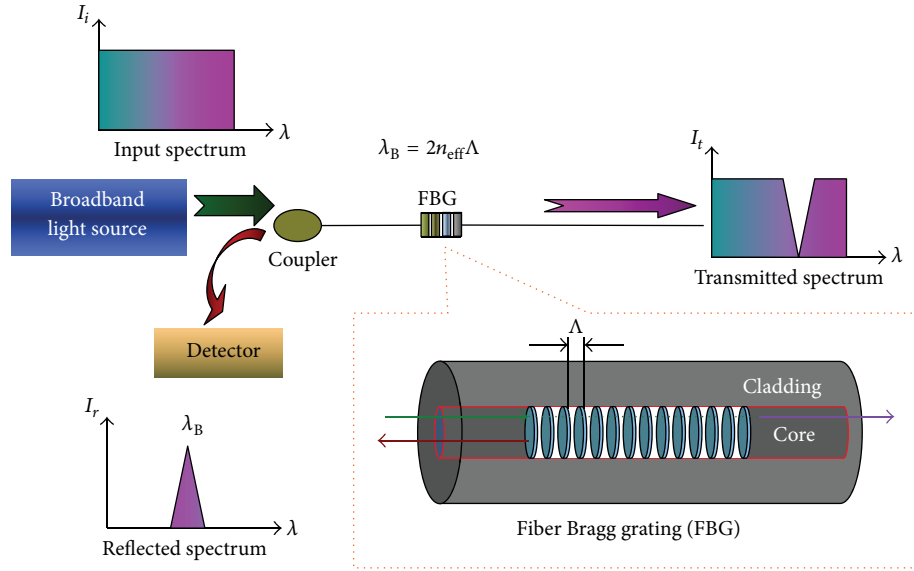 I_i
λ
Input spectrum
λ_B = 2n_eff Λ
Broadband
light source
FBG
Coupler
I_t
λ
Transmitted spectrum
Detector
Λ
Cladding
Core
I_r
λ_B
λ
Reflected spectrum
Fiber Bragg grating (FBG)